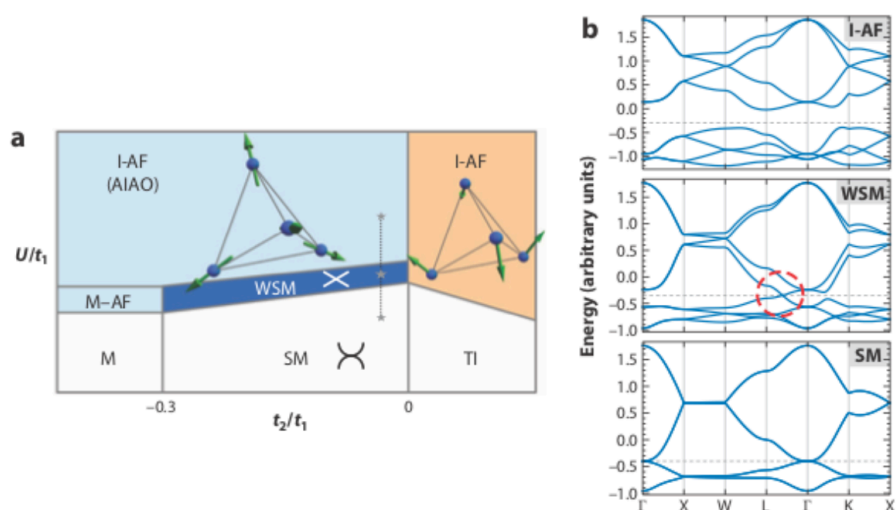 a
I-AF
(AIAO)
I-AF
U/t₁
WSM
M–AF
M
SM
TI
–0.3
0
t₂/t₁
b
Energy (arbitrary units)
I-AF
1.5
1.0
0.5
0.0
–0.5
–1.0
WSM
1.5
1.0
0.5
0.0
–0.5
–1.0
SM
1.5
1.0
0.5
0.0
–0.5
–1.0
Γ X W L Γ K X